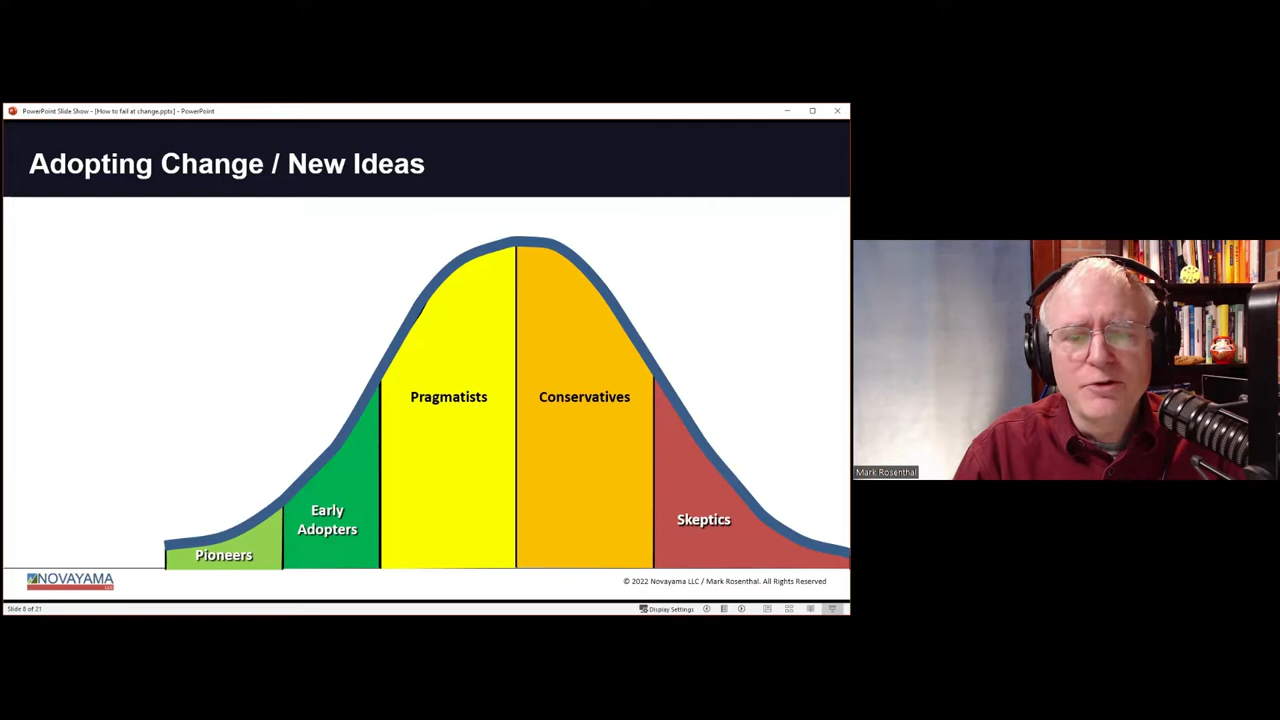 PowerPoint Slide Show - [How to fail at change.pptx] - PowerPoint
Adopting Change / New Ideas
Pragmatists
Conservatives
Early
Adopters
Skeptics
Pioneers
NOVAYAMA
LLC
© 2022 Novayama LLC / Mark Rosenthal. All Rights Reserved
Slide 8 of 21
Display Settings
Mark Rosenthal